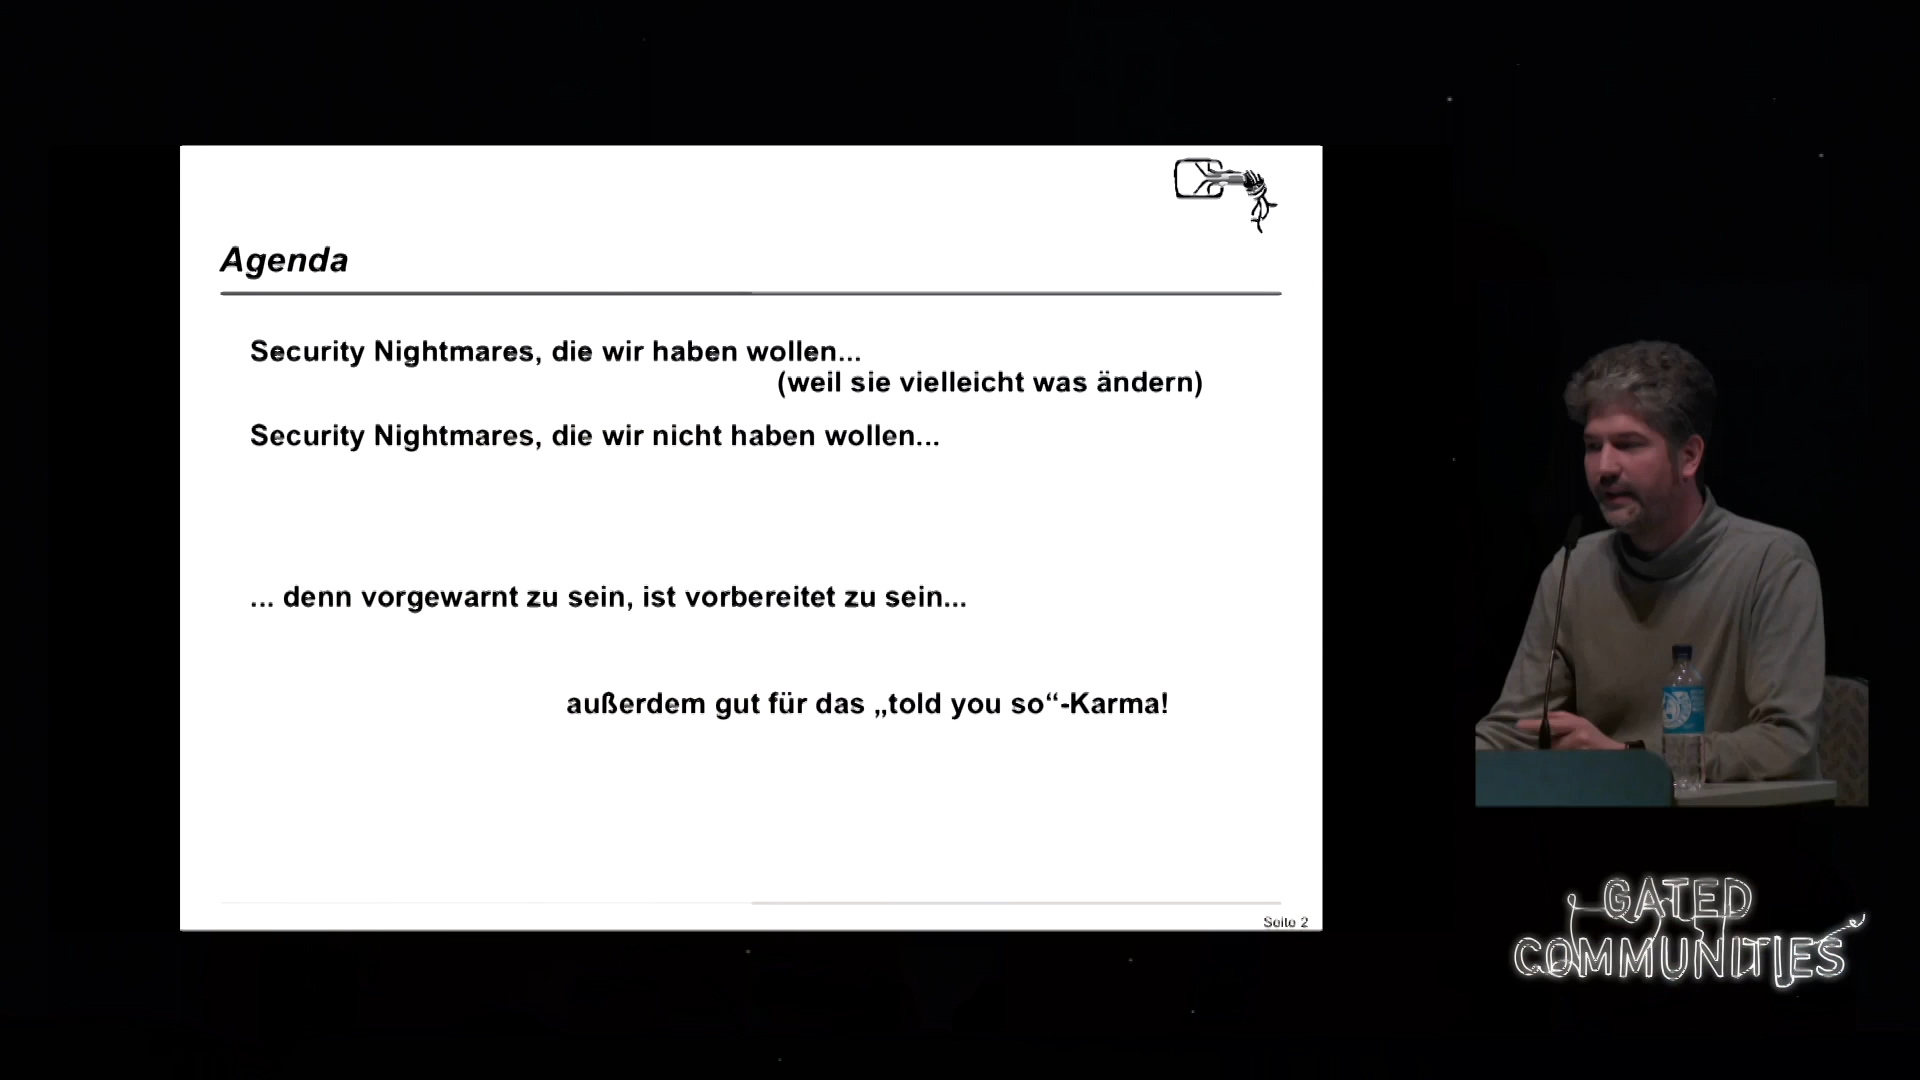 Agenda
Security Nightmares, die wir haben wollen...
(weil sie vielleicht was ändern)
Security Nightmares, die wir nicht haben wollen...
... denn vorgewarnt zu sein, ist vorbereitet zu sein...
außerdem gut für das „told you so“-Karma!
Seite 2
GATED
COMMUNITIES